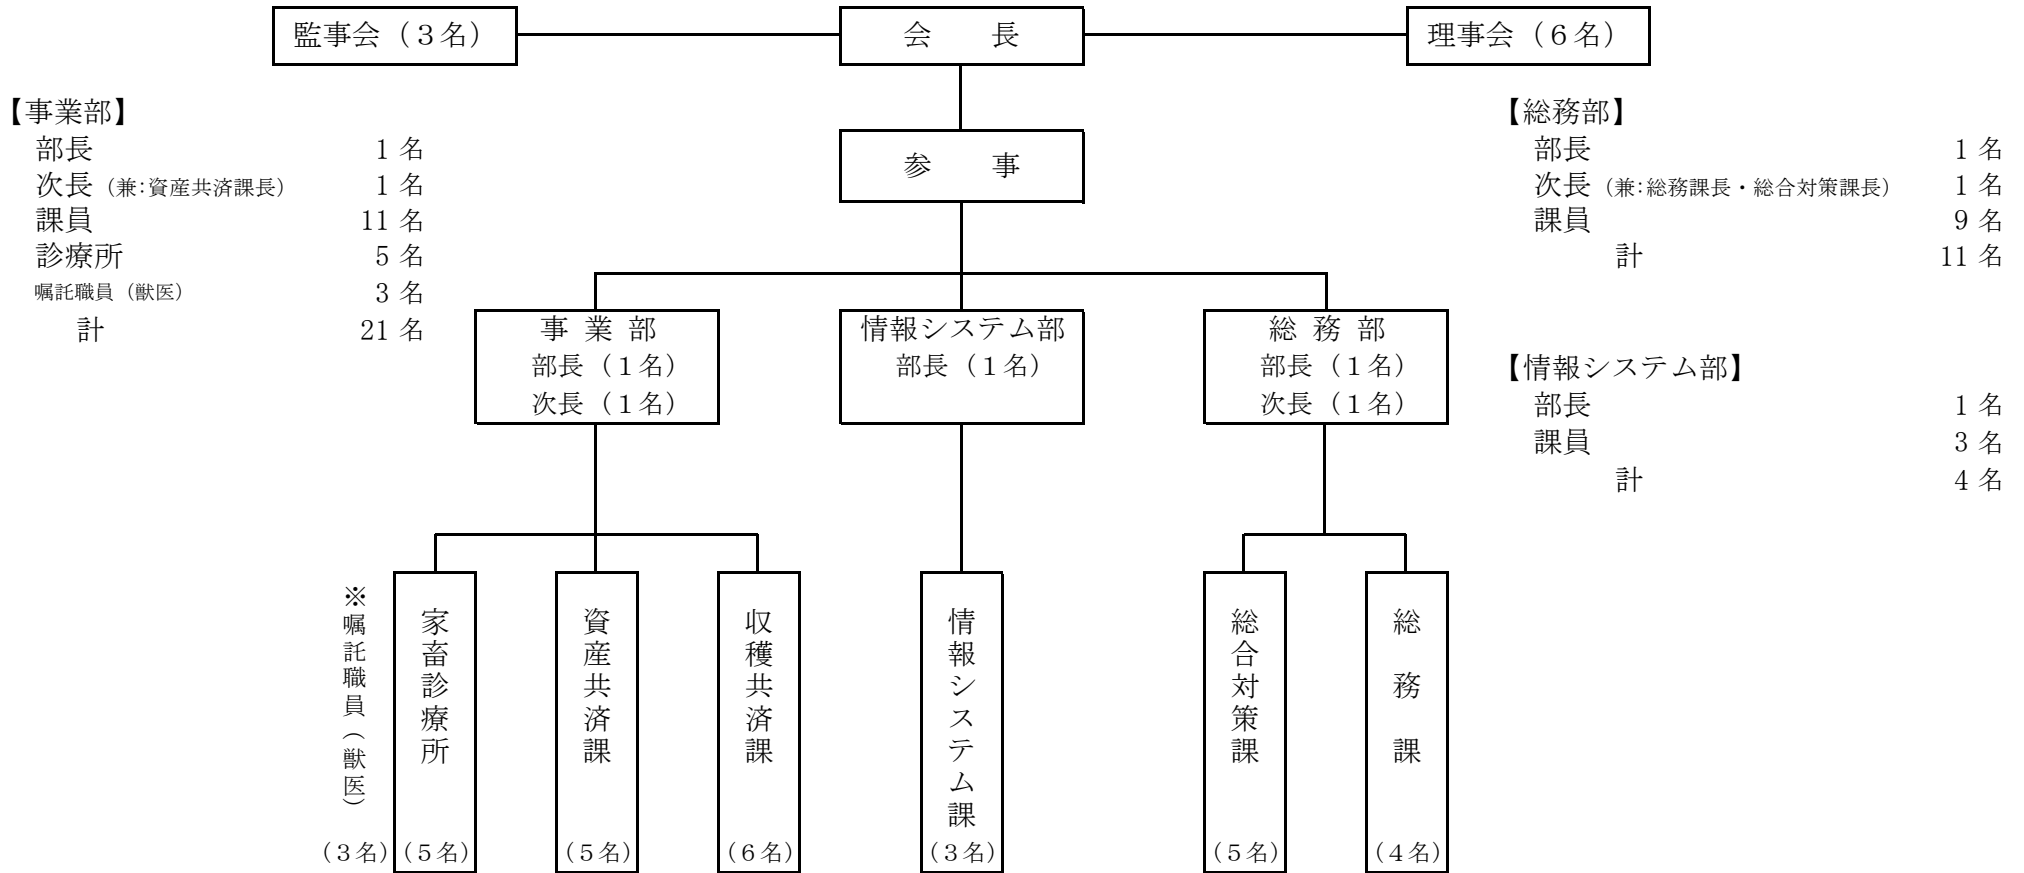 監事会（３名）
会　　長
理事会（６名）
【事業部】
部長 1 名
次長（兼:資産共済課長） 1 名
課員 11 名
診療所 5 名
嘱託職員（獣医） 3 名
計 21 名
参　　事
【総務部】
部長 1 名
次長（兼:総務課長・総合対策課長） 1 名
課員 9 名
計 11 名
事 業 部
部長（１名）
次長（１名）
情報システム部
部長（１名）
総 務 部
部長（１名）
次長（１名）
【情報システム部】
部長 1 名
課員 3 名
計 4 名
※嘱託職員（獣医）
（３名）
家畜診療所
（５名）
資産共済課
（５名）
収穫共済課
（６名）
情報システム課
（３名）
総合対策課
（５名）
総　務　課
（４名）